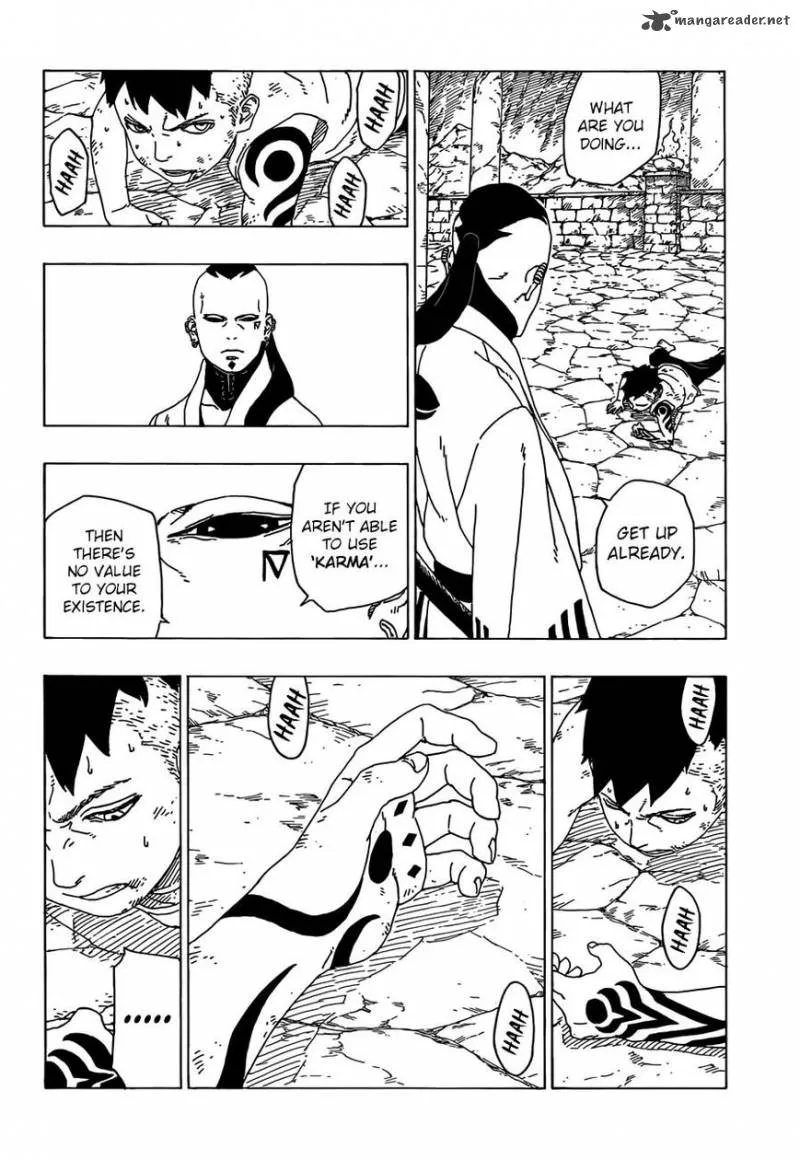 mangareader.net
WHAT
ARE YOU
DOING...
GET UP
ALREADY.
HAAH
HAAH
HAAH
HAAH
IF YOU
AREN'T ABLE
TO USE
'KARMA'...
THEN
THERE'S
NO VALUE
TO YOUR
EXISTENCE.
HAAH
HAAH
HAAH
HAAH
.....